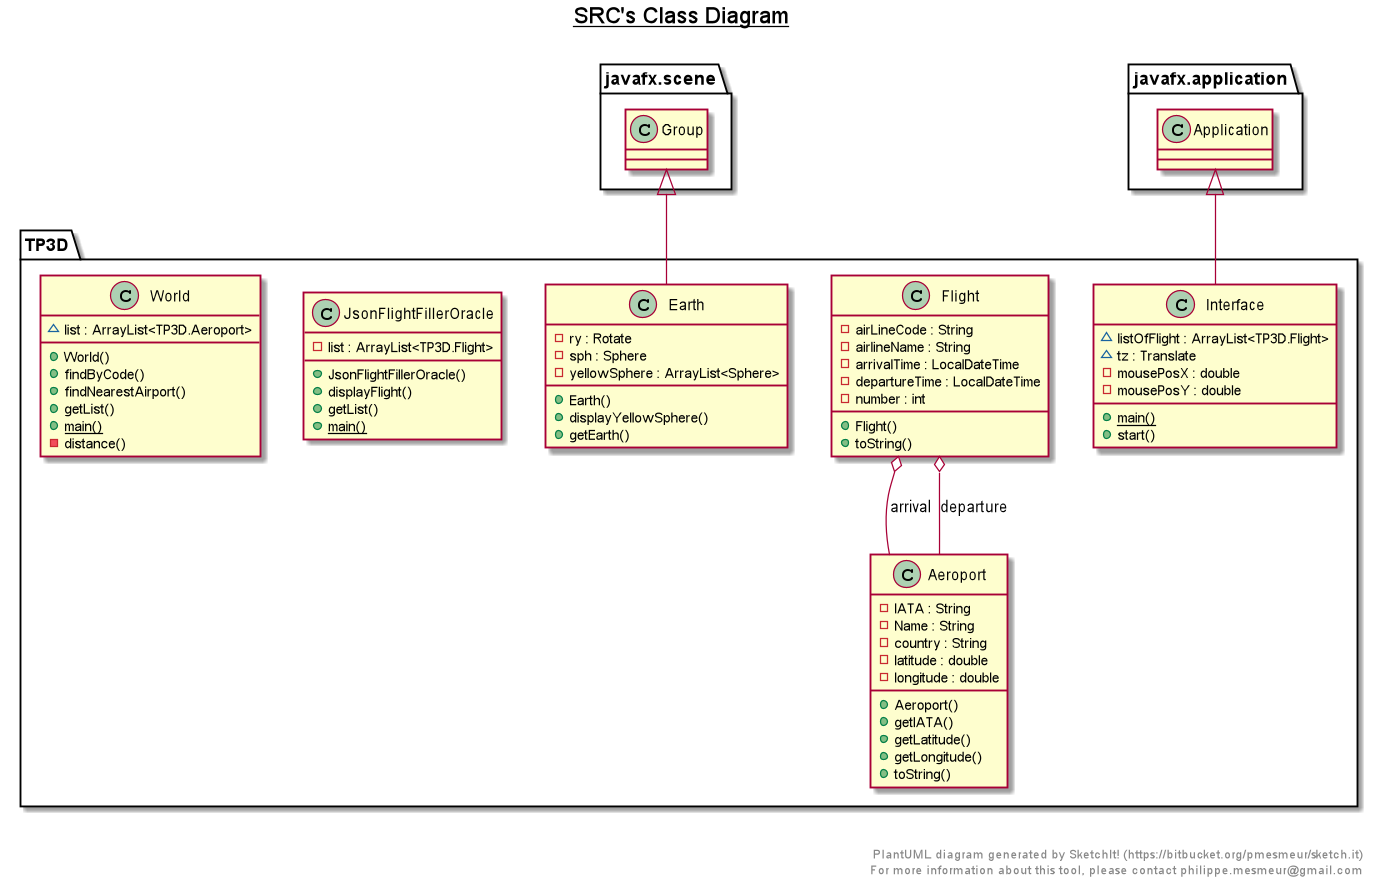 SRC's Class Diagram
javafx.scene
C Group
javafx.application
C Application
TP3D
C World
list : ArrayList<TP3D.Aeroport>
World()
findByCode()
findNearestAirport()
getList()
main()
distance()
C JsonFlightFillerOracle
list : ArrayList<TP3D.Flight>
JsonFlightFillerOracle()
displayFlight()
getList()
main()
C Earth
ry : Rotate
sph : Sphere
yellowSphere : ArrayList<Sphere>
Earth()
displayYellowSphere()
getEarth()
C Flight
airLineCode : String
airlineName : String
arrivalTime : LocalDateTime
departureTime : LocalDateTime
number : int
Flight()
toString()
C Interface
listOfFlight : ArrayList<TP3D.Flight>
tz : Translate
mousePosX : double
mousePosY : double
main()
start()
arrival
departure
C Aeroport
IATA : String
Name : String
country : String
latitude : double
longitude : double
Aeroport()
getIATA()
getLatitude()
getLongitude()
toString()
PlantUML diagram generated by SketchIt! (https://bitbucket.org/pmesmeur/sketch.it)
For more information about this tool, please contact philippe.mesmeur@gmail.com